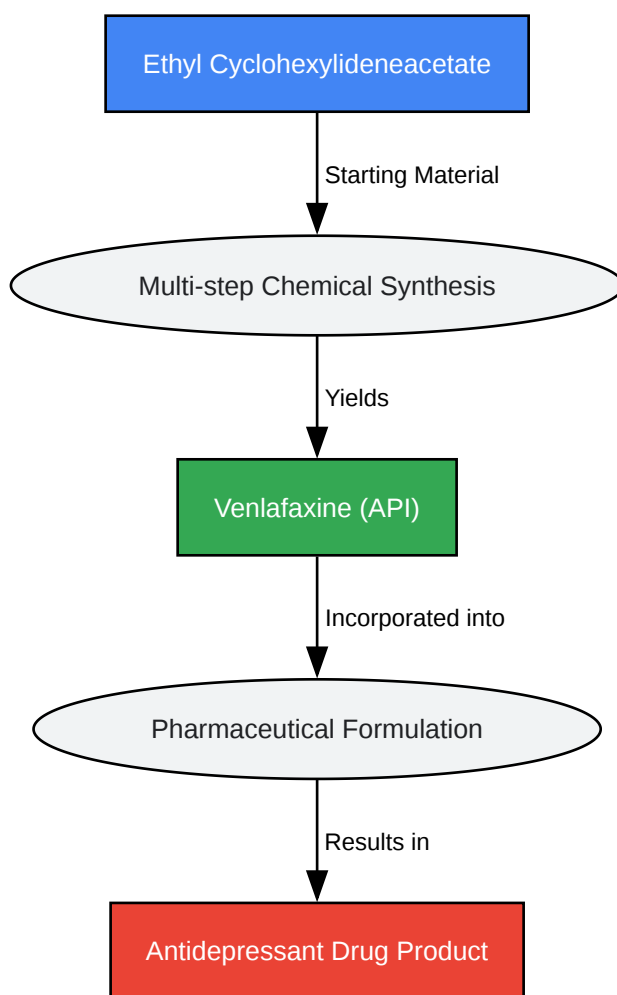 Ethyl Cyclohexylideneacetate
Starting Material
Multi-step Chemical Synthesis
Yields
Venlafaxine (API)
Incorporated into
Pharmaceutical Formulation
Results in
Antidepressant Drug Product